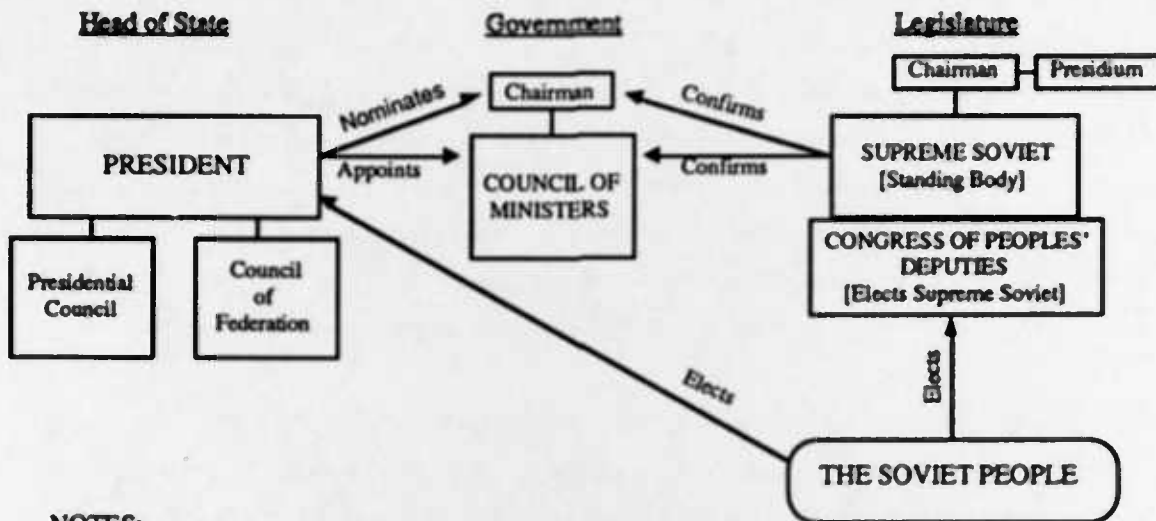 Head of State
Government
Legislature
Chairman
Presidium
Nominates
Chairman
Confirms
PRESIDENT
Appoints
COUNCIL OF
MINISTERS
Confirms
SUPREME SOVIET
[Standing Body]
CONGRESS OF PEOPLES'
DEPUTIES
[Elects Supreme Soviet]
Presidential
Council
Council
of
Federation
Elects
Elects
THE SOVIET PEOPLE
NOTES: